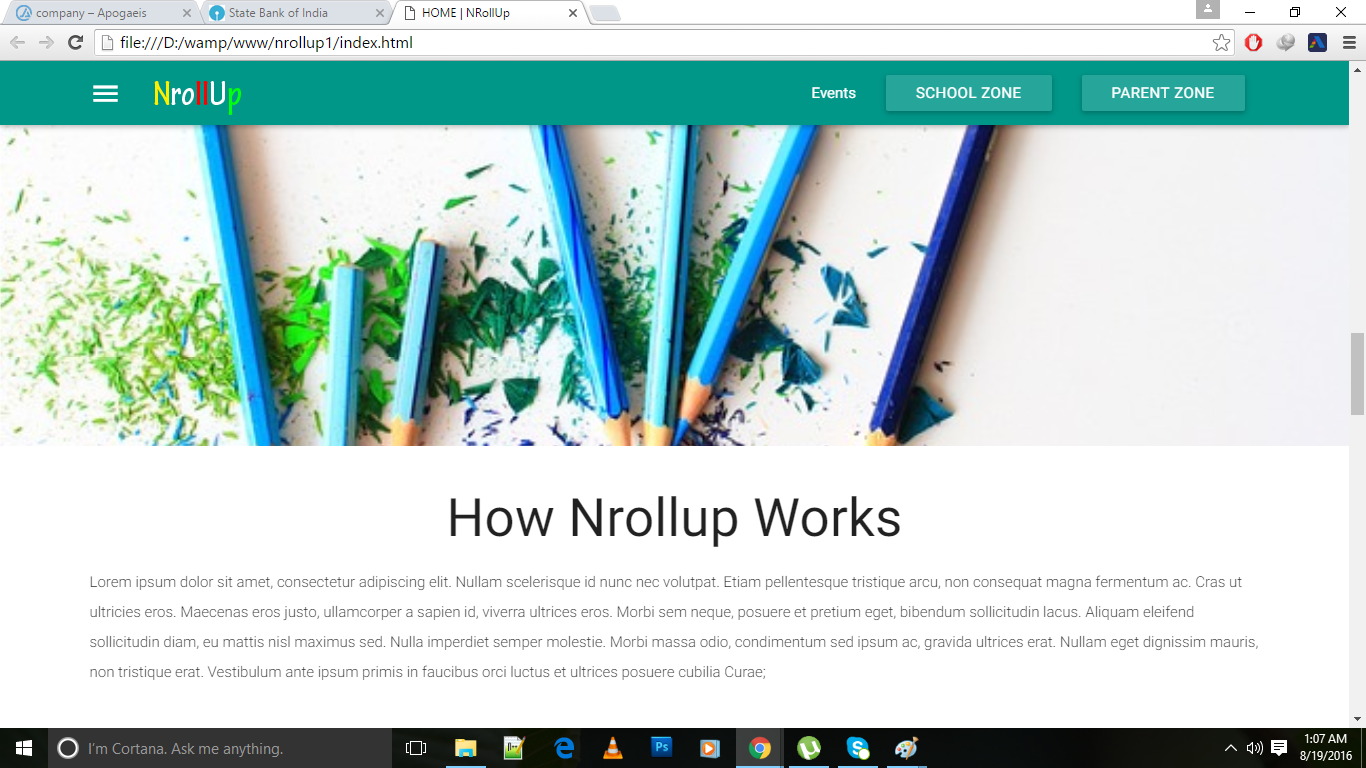 company – Apogaeis
State Bank of India
HOME | NRollUp
file:///D:/wamp/www/nrollup1/index.html
NrollUp
Events
SCHOOL ZONE
PARENT ZONE
How Nrollup Works
Lorem ipsum dolor sit amet, consectetur adipiscing elit. Nullam scelerisque id nunc nec volutpat. Etiam pellentesque tristique arcu, non consequat magna fermentum ac. Cras ut
ultricies eros. Maecenas eros justo, ullamcorper a sapien id, viverra ultrices eros. Morbi sem neque, posuere et pretium eget, bibendum sollicitudin lacus. Aliquam eleifend
sollicitudin diam, eu mattis nisl maximus sed. Nulla imperdiet semper molestie. Morbi massa odio, condimentum sed ipsum ac, gravida ultrices erat. Nullam eget dignissim mauris,
non tristique erat. Vestibulum ante ipsum primis in faucibus orci luctus et ultrices posuere cubilia Curae;
I'm Cortana. Ask me anything.
Ps
1:07 AM
8/19/2016